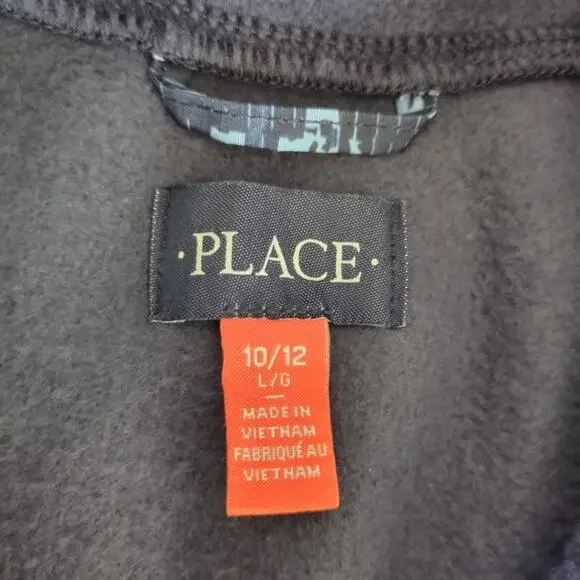 · PLACE ·
10/12
L/G
—
MADE IN
VIETNAM
FABRIQUÉ AU
VIETNAM